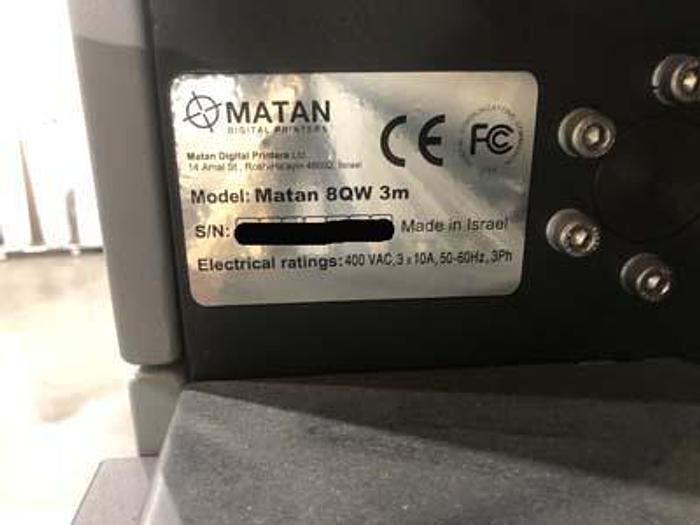 MATAN
DIGITAL PRINTERS
CE FC
Matan Digital Printers Ltd.
14 Amal St., Rosh-Ha'ayin 48092, Israel
Model: Matan 8QW 3m
S/N: Made in Israel
Electrical ratings: 400 VAC, 3 x 10A, 50-60Hz, 3Ph